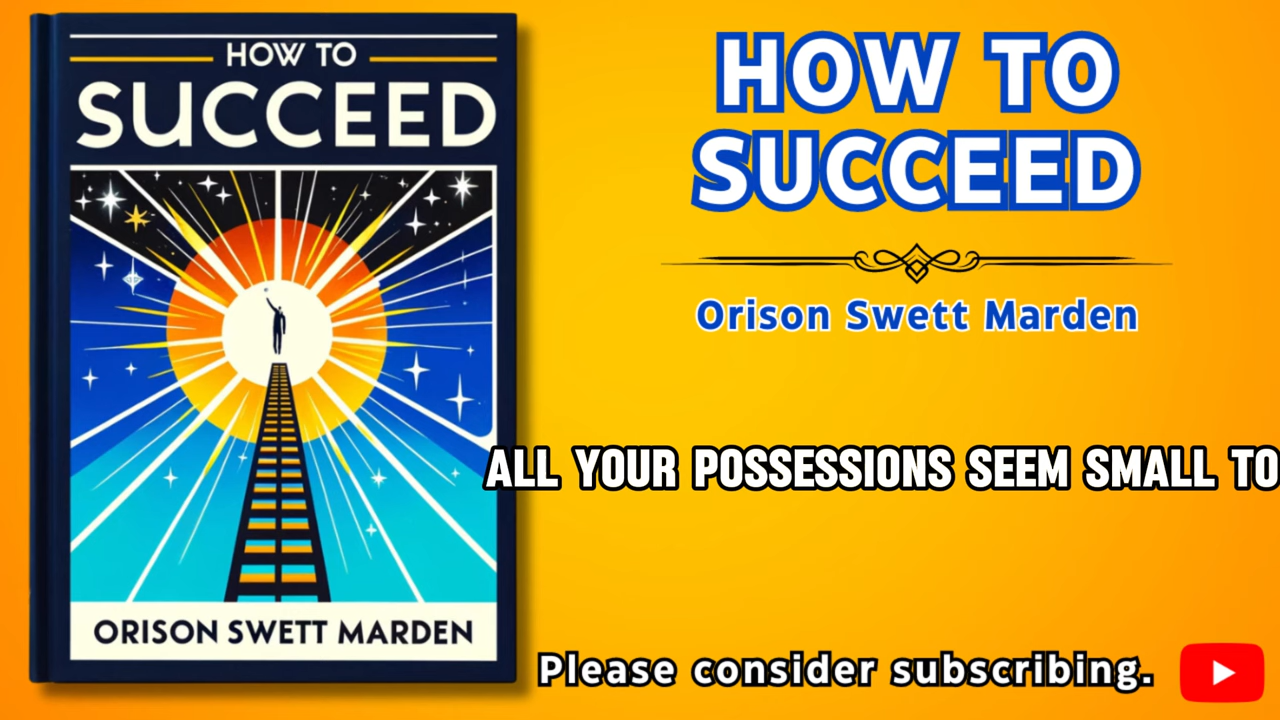 HOW TO
SUCCEED
ORISON SWETT MARDEN
HOW TO
SUCCEED
Orison Swett Marden
ALL YOUR POSSESSIONS SEEM SMALL TO
Please consider subscribing.